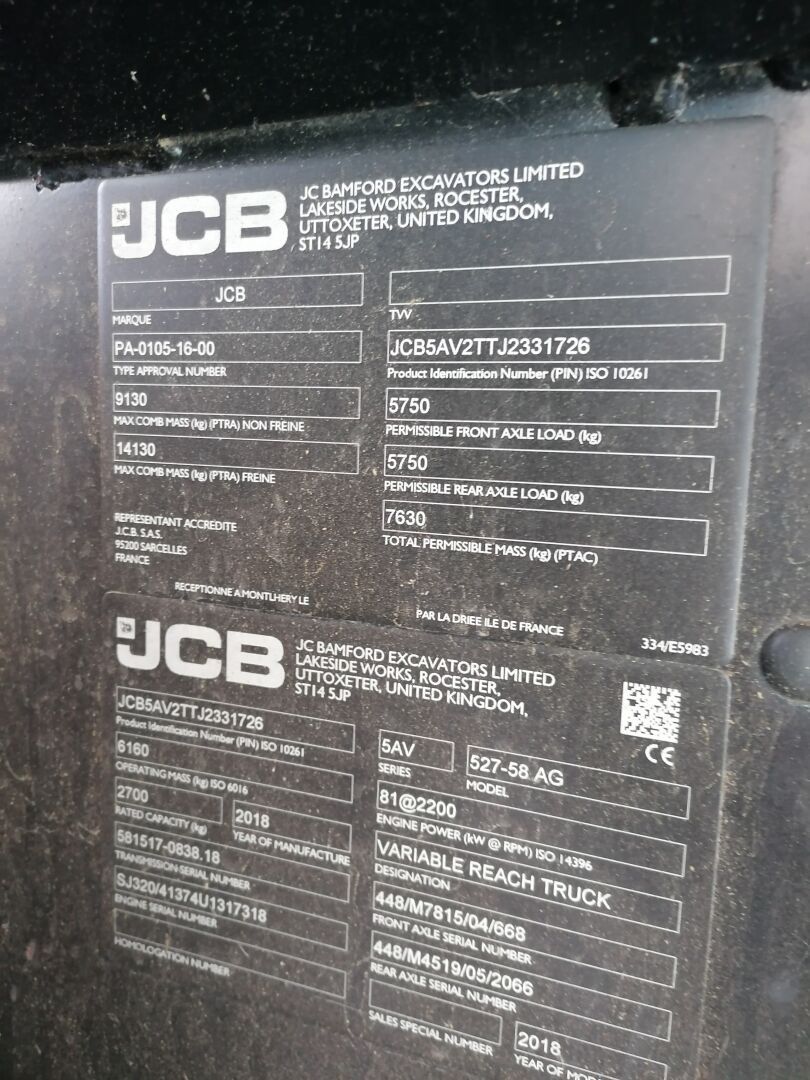 JCB
JC BAMFORD EXCAVATORS LIMITED
LAKESIDE WORKS, ROCESTER,
UTTOXETER, UNITED KINGDOM,
ST14 5JP
JCB
MARQUE
TVV
PA-0105-16-00
TYPE APPROVAL NUMBER
JCB5AV2TTJ2331726
Product Identification Number (PIN) ISO 10261
9130
MAX COMB MASS (kg) (PTRA) NON FREINE
5750
PERMISSIBLE FRONT AXLE LOAD (kg)
14130
MAX COMB MASS (kg) (PTRA) FREINE
5750
PERMISSIBLE REAR AXLE LOAD (kg)
7630
TOTAL PERMISSIBLE MASS (kg) (PTAC)
REPRESENTANT ACCREDITE
J.C.B. S.A.S.
95200 SARCELLES
FRANCE
RECEPTIONNE A MONTLHERY LE
PAR LA DRIEE ILE DE FRANCE
334/E5983
JCB
JC BAMFORD EXCAVATORS LIMITED
LAKESIDE WORKS, ROCESTER,
UTTOXETER, UNITED KINGDOM,
ST14 5JP
CE
JCB5AV2TTJ2331726
Product Identification Number (PIN) ISO 10261
5AV
SERIES
527-58 AG
MODEL
6160
OPERATING MASS (kg) ISO 6016
81@2200
ENGINE POWER (kW @ RPM) ISO 14396
2700
RATED CAPACITY (kg)
2018
YEAR OF MANUFACTURE
VARIABLE REACH TRUCK
DESIGNATION
581517-0838.18
TRANSMISSION SERIAL NUMBER
448/M7815/04/668
FRONT AXLE SERIAL NUMBER
SJ320/41374U1317318
ENGINE SERIAL NUMBER
448/M4519/05/2066
REAR AXLE SERIAL NUMBER
HOMOLOGATION NUMBER
SALES SPECIAL NUMBER
2018
YEAR OF MODEL